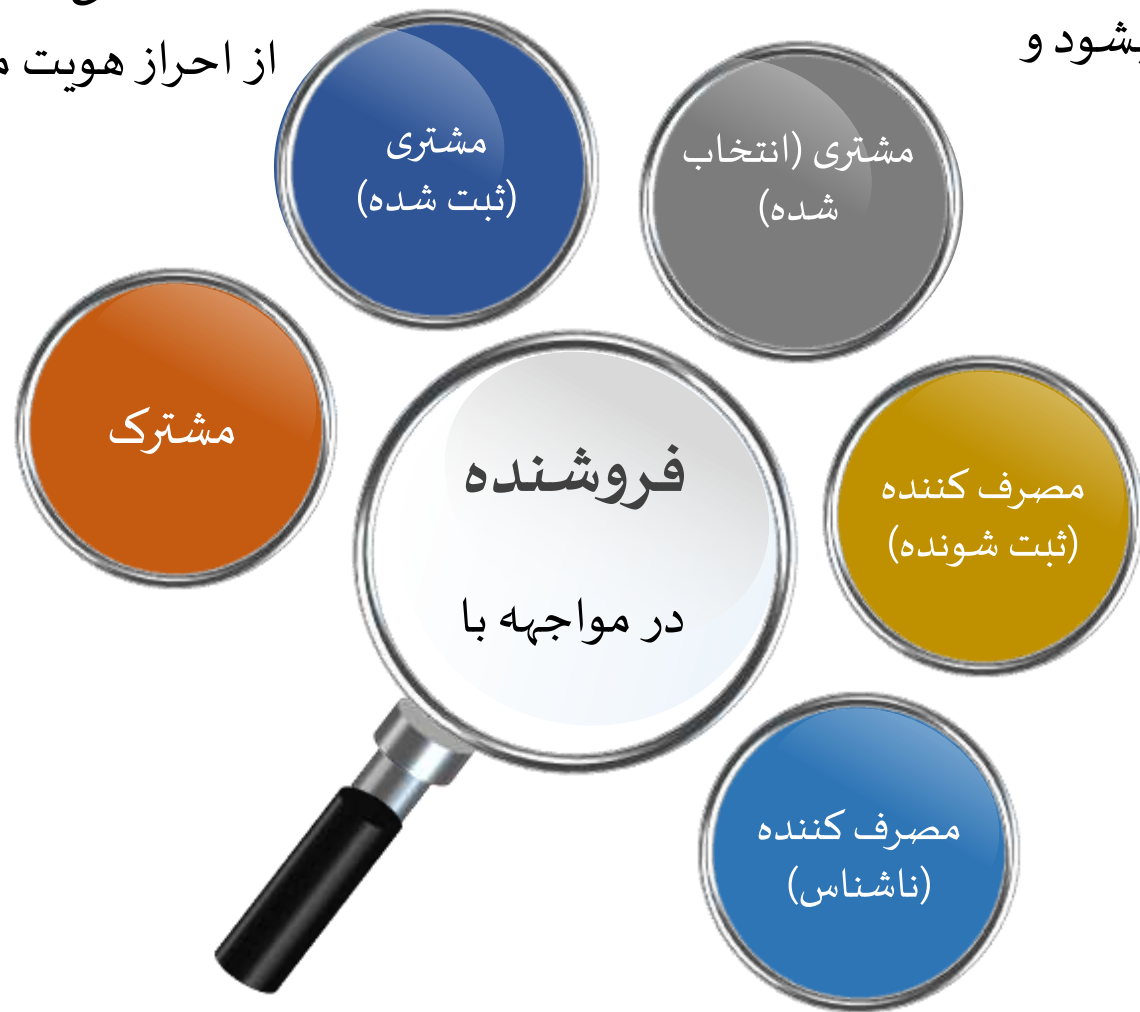 از احراز هویت
و
مشتری
(ثبت شده)
مشتری (انتخاب
شده)
مشترک
فروشنده
در مواجهه با
مصرف کننده
(ثبت شونده)
مصرف کننده
(ناشناس)